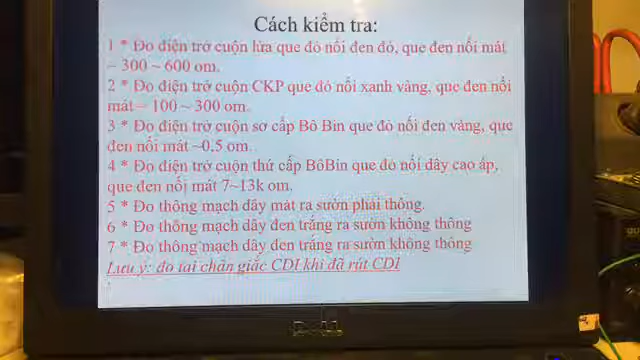 Cách kiểm tra:
1 * Đo điện trở cuộn lửa que đỏ nối đen đỏ, que đen nối mát
~ 300 ~ 600 om.
2 * Đo điện trở cuộn CKP que đỏ nối xanh vàng, que đen nối
mát ~ 100 ~ 300 om.
3 * Đo điện trở cuộn sơ cấp Bô Bin que đỏ nối đen vàng, que
đen nối mát ~0,5 om.
4 * Đo điện trở cuộn thứ cấp BôBin que đỏ nối dây cao áp,
que đen nối mát 7~13k om.
5 * Đo thông mạch dây mát ra sườn phải thông.
6 * Đo thông mạch dây đen trắng ra sườn không thông
7 * Đo thông mạch dây đen trắng ra sườn không thông
Lưu ý: đo tại chân giắc CDI khi đã rút CDI
DELL